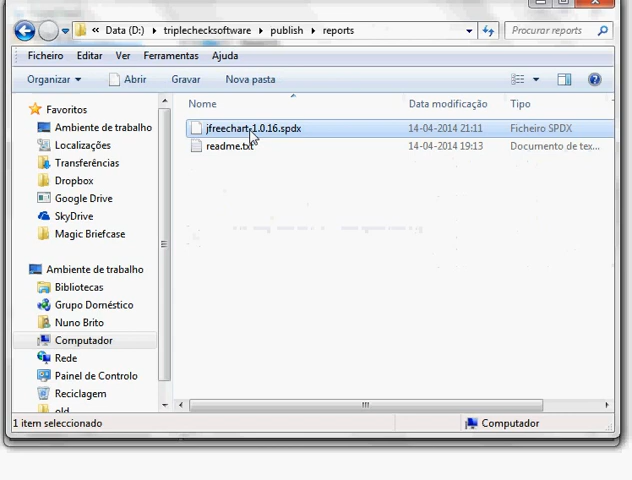 « Data (D:) ▸ triplechecksoftware ▸ publish ▸ reports
Procurar reports
Ficheiro Editar Ver Ferramentas Ajuda
Organizar Abrir Gravar Nova pasta
Nome Data modificação Tipo
jfreechart-1.0.16.spdx 14-04-2014 21:11 Ficheiro SPDX
readme.txt 14-04-2014 19:13 Documento de tex...
Favoritos
Ambiente de trabalho
Localizações
Transferências
Dropbox
Google Drive
SkyDrive
Magic Briefcase
Ambiente de trabalho
Bibliotecas
Grupo Doméstico
Nuno Brito
Computador
Rede
Painel de Controlo
Reciclagem
old
1 item seleccionado Computador